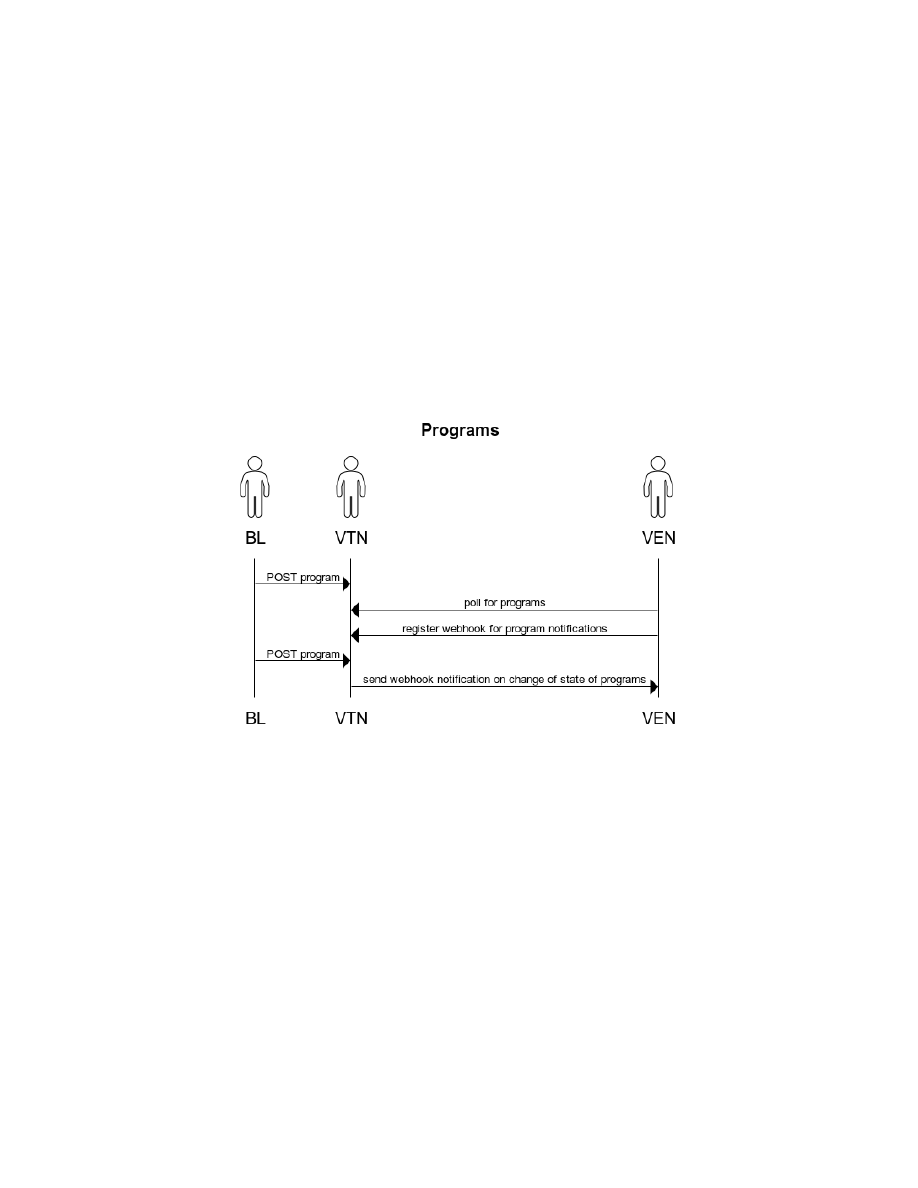 Programs
BL VTN VEN
POST program
poll for programs
register webhook for program notifications
POST program
send webhook notification on change of state of programs
BL VTN VEN